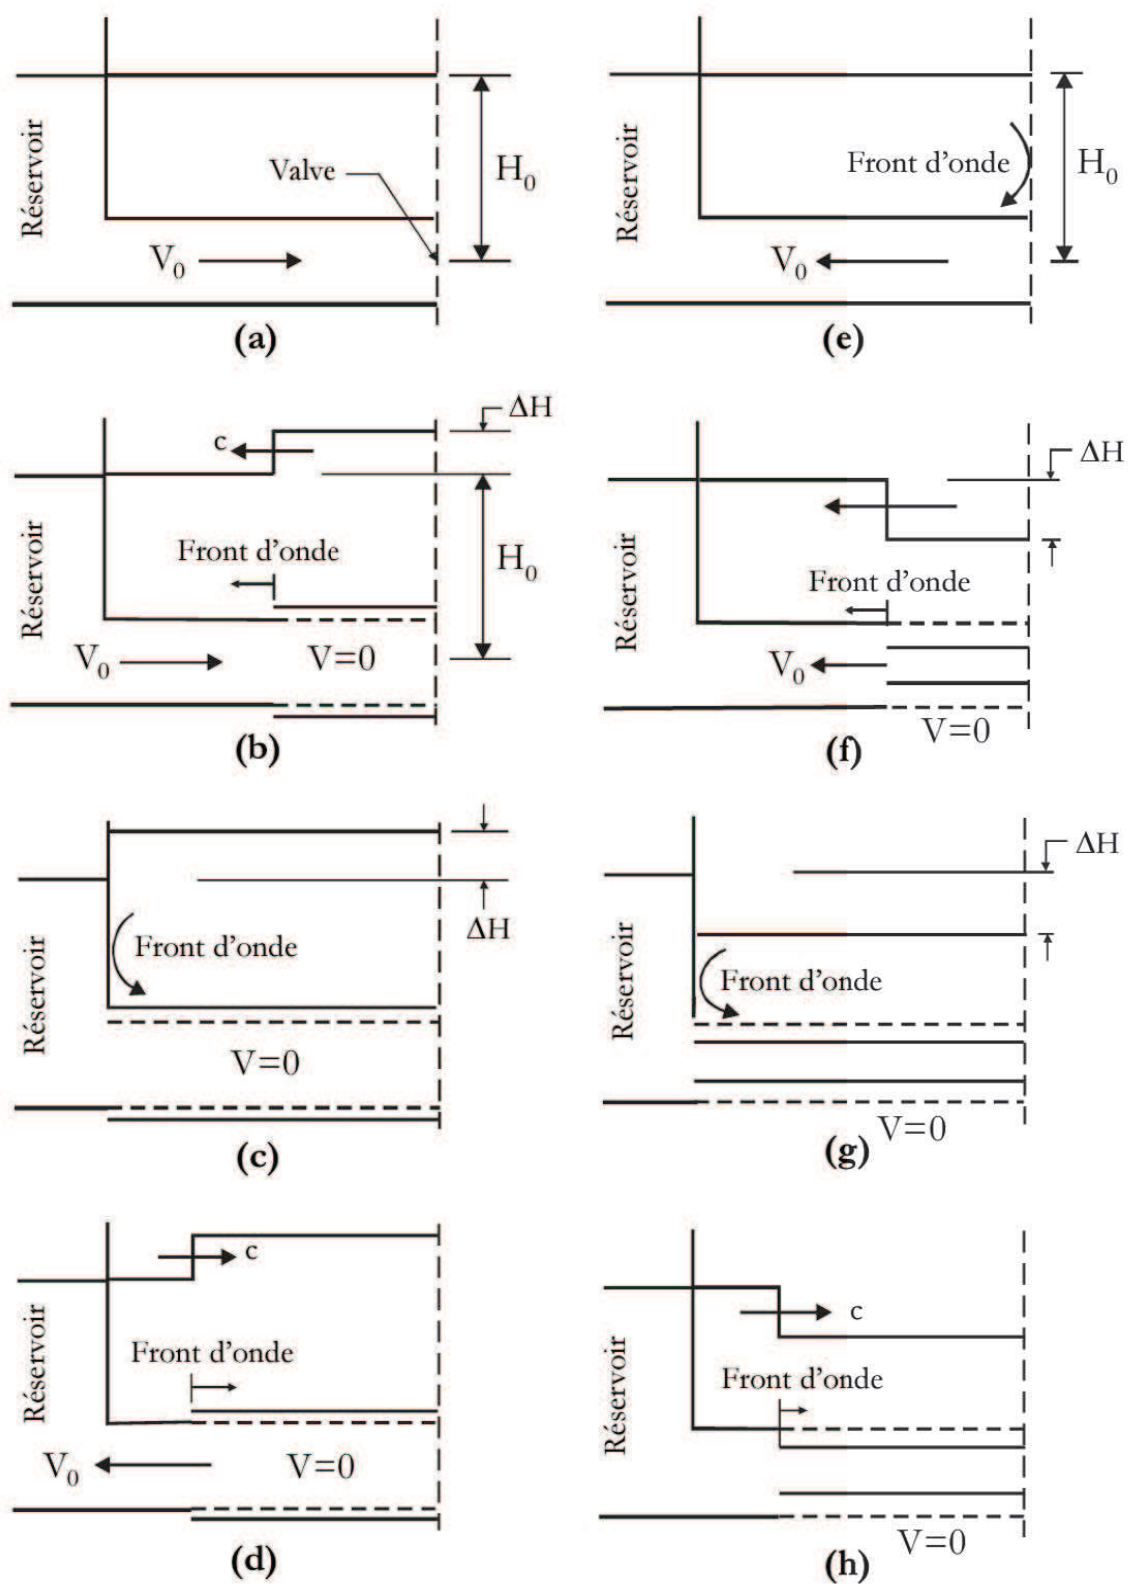 Réservoir
Valve
H₀
V₀
(a)
ΔH
c
Front d'onde
H₀
Réservoir
V₀
V=0
(b)
ΔH
Front d'onde
Réservoir
V=0
(c)
c
Front d'onde
Réservoir
V₀
V=0
(d)
Réservoir
Front d'onde
H₀
V₀
(e)
ΔH
Réservoir
Front d'onde
V₀
V=0
(f)
ΔH
Front d'onde
Réservoir
V=0
(g)
c
Front d'onde
Réservoir
V=0
(h)